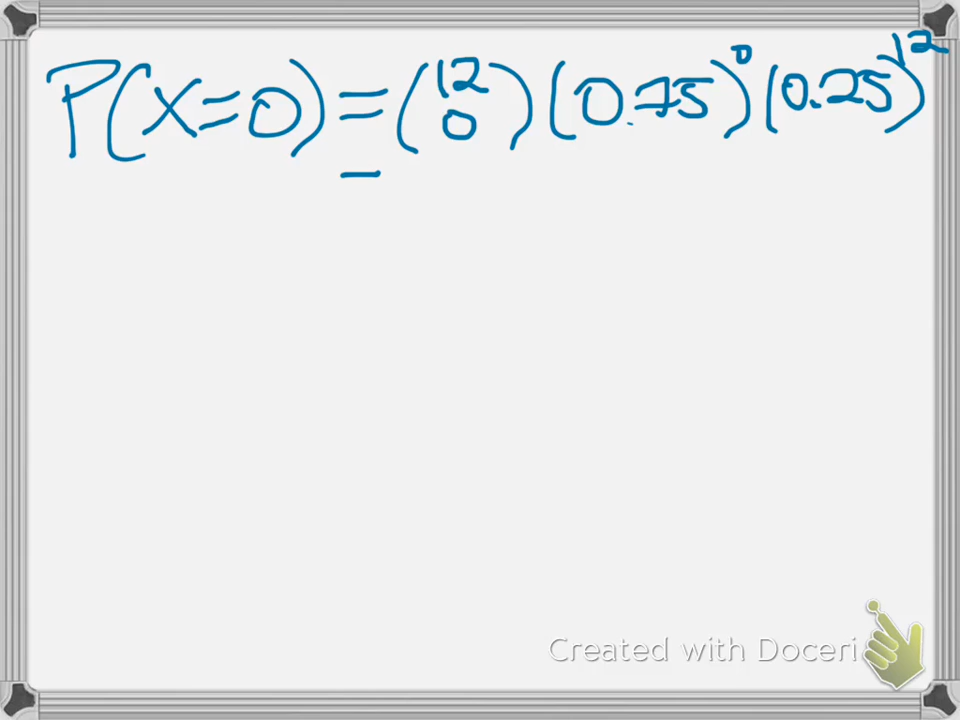 P(X=0) = (12 0) (0.75)^0 (0.25)^12
=
Created with Doceri